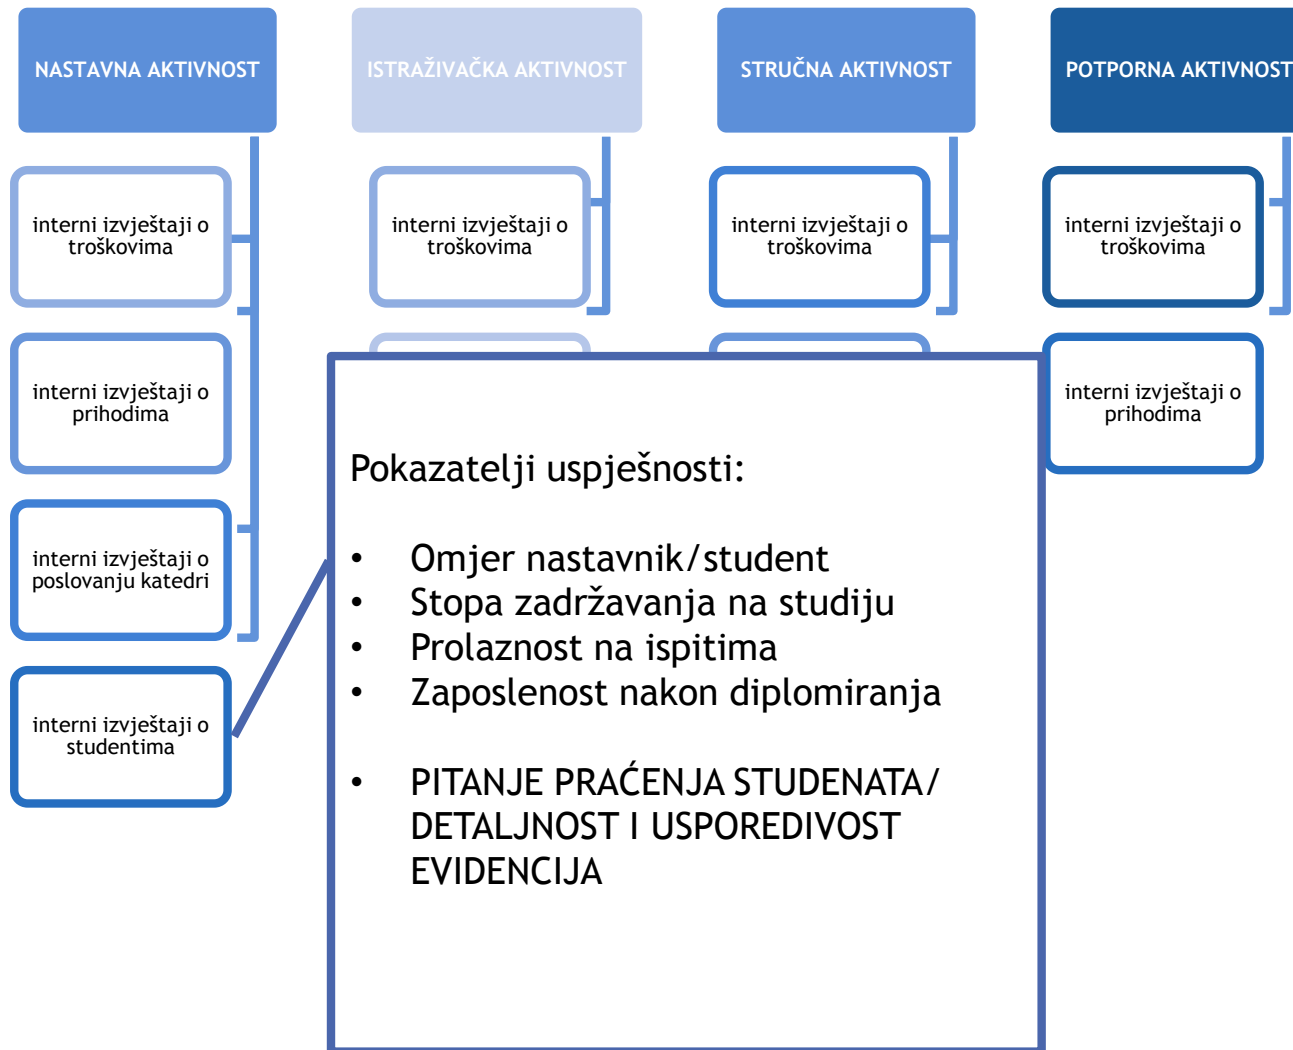 NASTAVNA AKTIVNOST
ISTRAŽIVAČKA AKTIVNOST
STRUČNA AKTIVNOST
POTPORNA AKTIVNOST
interni izvještaji o
troškovima
interni izvještaji o
troškovima
interni izvještaji o
troškovima
interni izvještaji o
troškovima
interni izvještaji o
prihodima
interni izvještaji o
prihodima
interni izvještaji o
poslovanju katedri
interni izvještaji o
studentima
Pokazatelji uspješnosti:
• Omjer nastavnik/student
• Stopa zadržavanja na studiju
• Prolaznost na ispitima
• Zaposlenost nakon diplomiranja
• PITANJE PRAĆENJA STUDENATA/
DETALJNOST I USPOREDIVOST
EVIDENCIJA